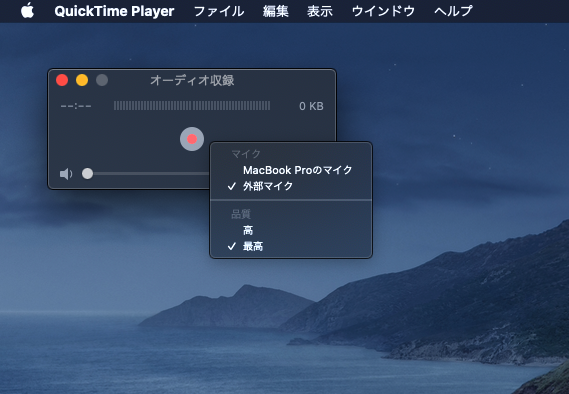 QuickTime Player ファイル 編集 表示 ウインドウ ヘルプ
オーディオ収録
--:-- 0 KB
マイク
MacBook Proのマイク
✓ 外部マイク
品質
高
✓ 最高